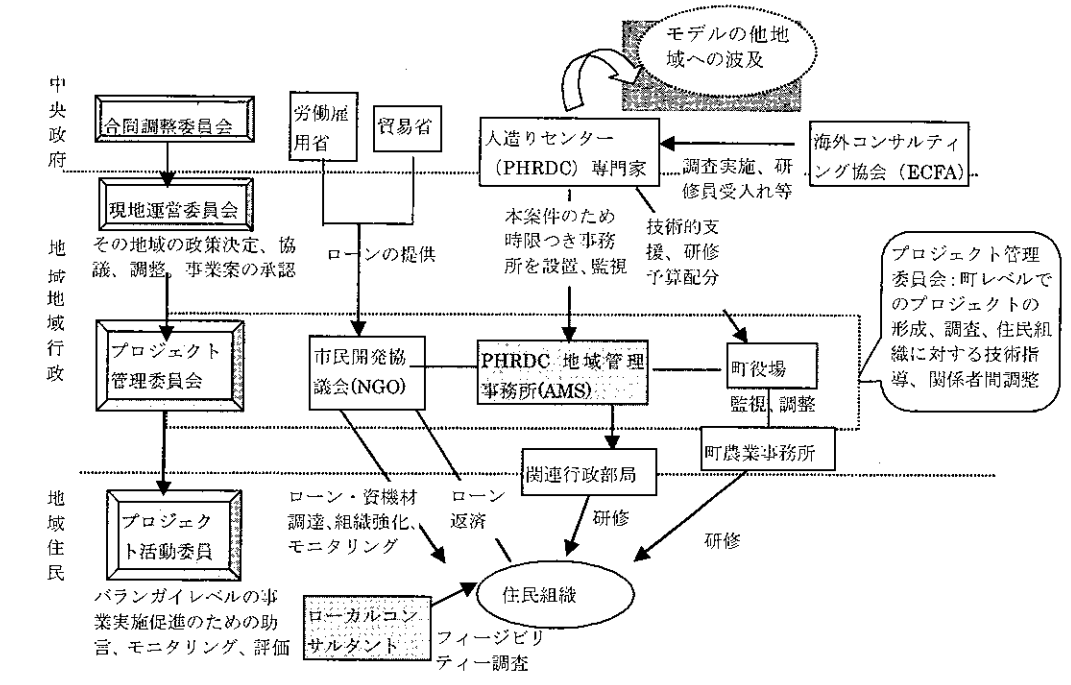 モデルの他地
域への波及
中央政府
合同調整委員会
労働雇
用省
貿易省
人造りセンター
(PHRDC)専門家
海外コンサルティ
ング協会(ECFA)
調査実施、研
修員受入れ等
現地運営委員会
その地域の政策決定、協
議、調整、事業案の承認
ローンの提供
本案件のため
時限つき事務
所を設置、監視
技術的支
援、研修
予算配分
地域地域行政
プロジェクト管理
委員会:町レベルで
のプロジェクトの
形成、調査、住民組
織に対する技術指
導、関係者間調整
プロジェクト
管理委員会
市民開発協
議会(NGO)
PHRDC 地域管理
事務所(AMS)
町役場
監視、調整
町農業事務所
関連行政部局
地域住民
プロジェク
ト活動委員
ローン・資機材
調達、組織強化、
モニタリング
ローン
返済
研修
研修
住民組織
バランガイレベルの事
業実施促進のための助
言、モニタリング、評価
ローカルコン
サルタント
フィージビリ
ティー調査